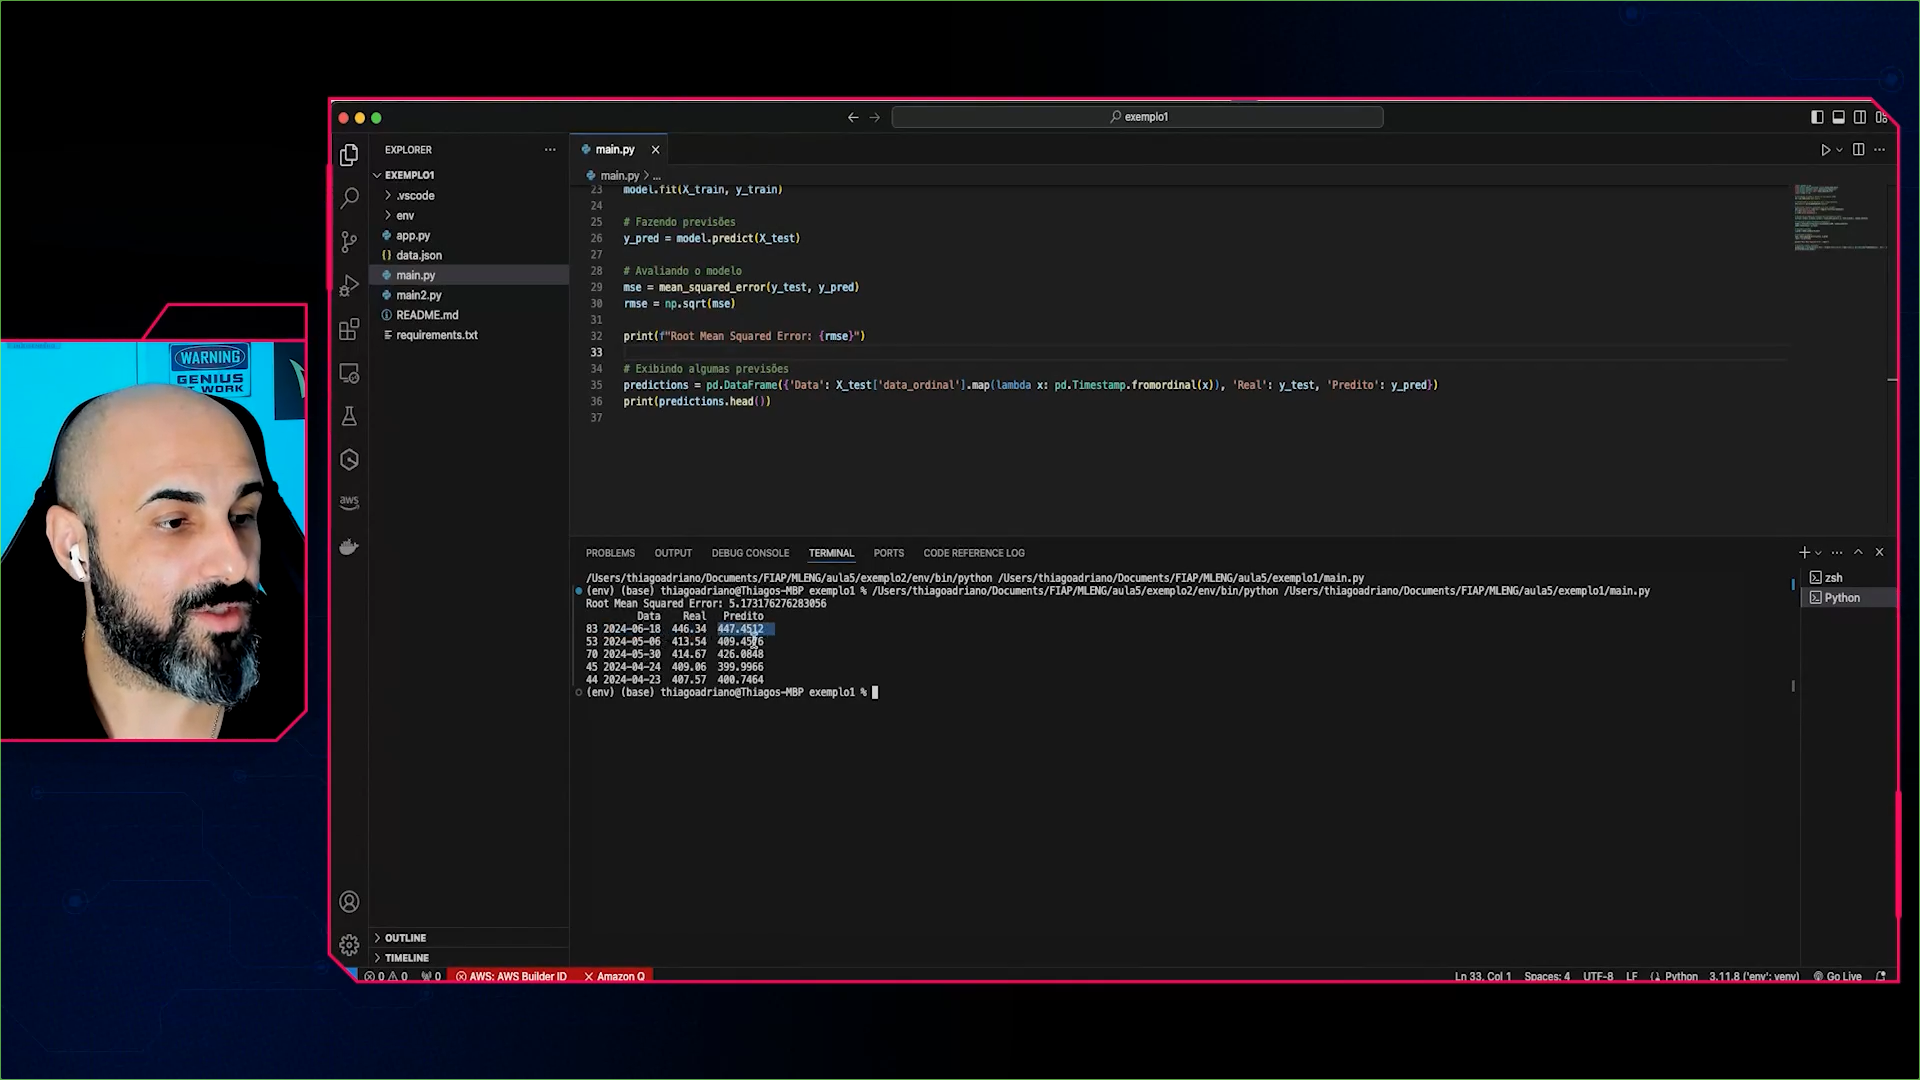 exemplo1
EXPLORER
EXEMPLO1
.vscode
env
app.py
data.json
main.py
main2.py
README.md
requirements.txt
OUTLINE
TIMELINE
main.py
main.py > ...
23 model.fit(X_train, y_train)
24
25 # Fazendo previsões
26 y_pred = model.predict(X_test)
27
28 # Avaliando o modelo
29 mse = mean_squared_error(y_test, y_pred)
30 rmse = np.sqrt(mse)
31
32 print(f"Root Mean Squared Error: {rmse}")
33
34 # Exibindo algumas previsões
35 predictions = pd.DataFrame({'Data': X_test['data_ordinal'].map(lambda x: pd.Timestamp.fromordinal(x)), 'Real': y_test, 'Predito': y_pred})
36 print(predictions.head())
37
WARNING
GENIUS
AT WORK
aws
PROBLEMS OUTPUT DEBUG CONSOLE TERMINAL PORTS CODE REFERENCE LOG
/Users/thiagoadriano/Documents/FIAP/MLENG/aula5/exemplo2/env/bin/python /Users/thiagoadriano/Documents/FIAP/MLENG/aula5/exemplo1/main.py
(env) (base) thiagoadriano@Thiagos-MBP exemplo1 % /Users/thiagoadriano/Documents/FIAP/MLENG/aula5/exemplo2/env/bin/python /Users/thiagoadriano/Documents/FIAP/MLENG/aula5/exemplo1/main.py
Root Mean Squared Error: 5.173176276283056
Data Real Predito
83 2024-06-18 446.34 447.4512
53 2024-05-06 413.54
70 2024-05-30 414.67 426.0848
45 2024-04-24 409.06 399.9966
44 2024-04-23 407.57 400.7464
(env) (base) thiagoadriano@Thiagos-MBP exemplo1 %
zsh
Python
0 0 0 AWS: AWS Builder ID Amazon Q
Ln 33, Col 1 Spaces: 4 UTF-8 LF Python 3.11.8 ('env': venv) Go Live